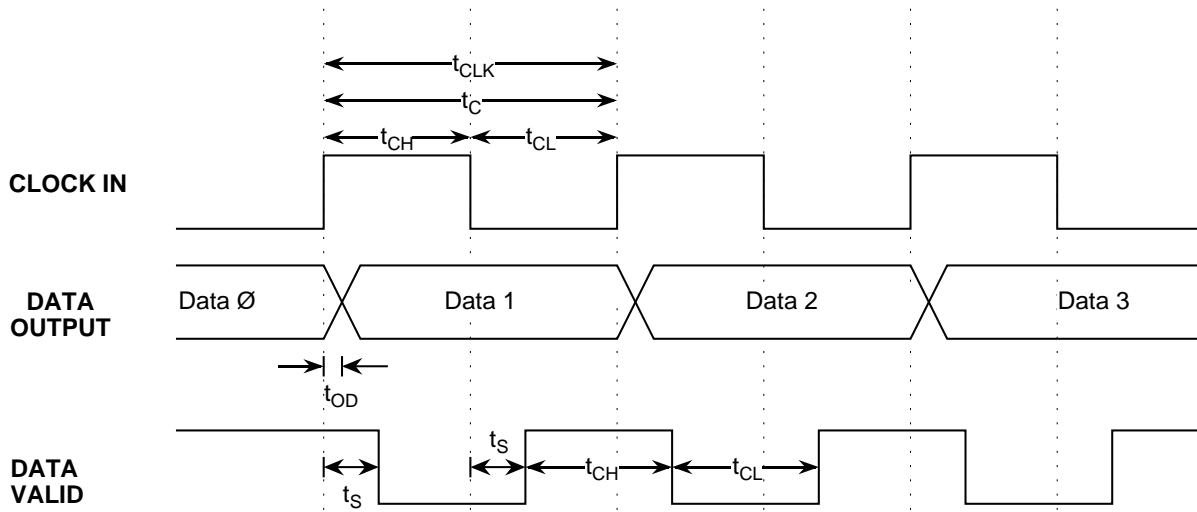 tCLK
tC
tCH tCL
CLOCK IN
DATA OUTPUT
Data Ø Data 1 Data 2 Data 3
tOD
DATA VALID
tS tS tCH tCL